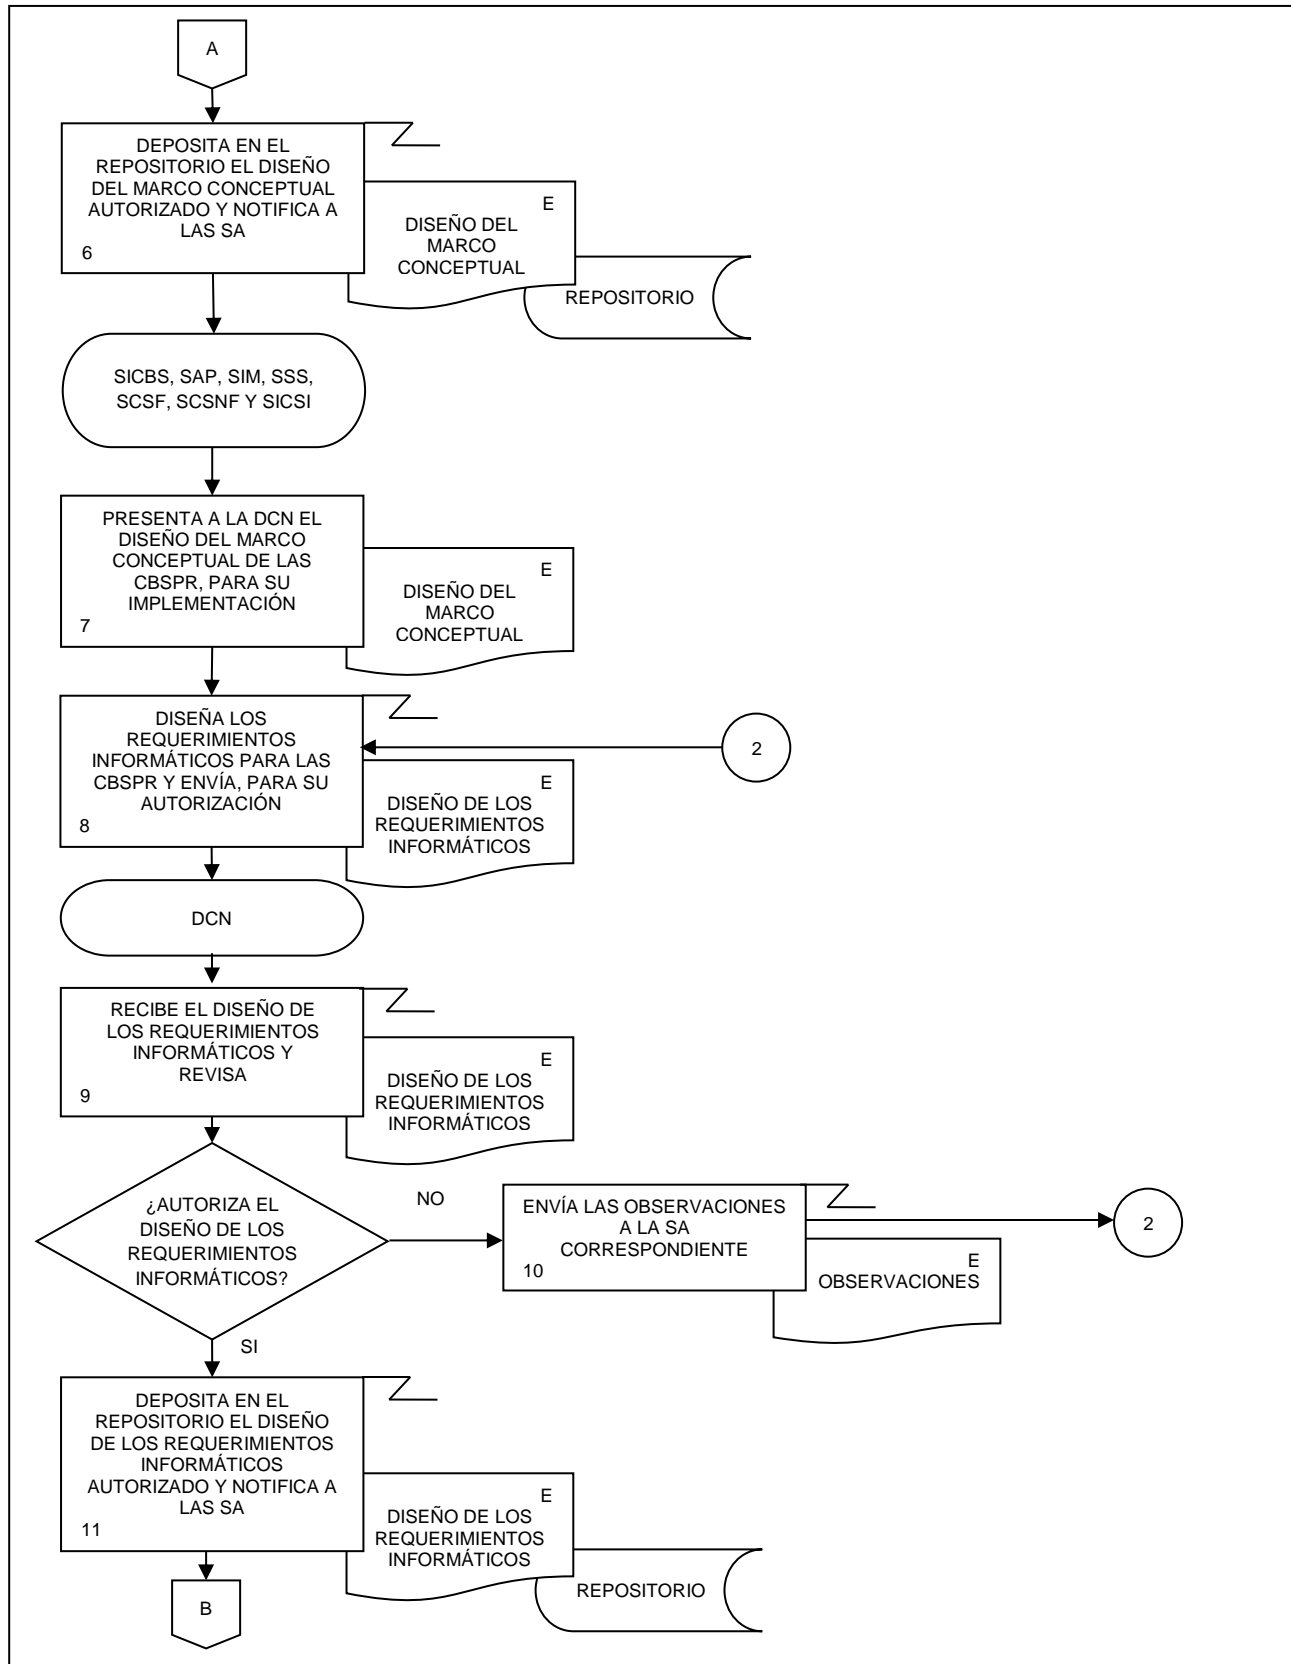 A
DEPOSITA EN EL
REPOSITORIO EL DISEÑO
DEL MARCO CONCEPTUAL
AUTORIZADO Y NOTIFICA A
LAS SA
6
E
DISEÑO DEL
MARCO
CONCEPTUAL
REPOSITORIO
SICBS, SAP, SIM, SSS,
SCSF, SCSNF Y SICSI
PRESENTA A LA DCN EL
DISEÑO DEL MARCO
CONCEPTUAL DE LAS
CBSPR, PARA SU
IMPLEMENTACIÓN
7
E
DISEÑO DEL
MARCO
CONCEPTUAL
DISEÑA LOS
REQUERIMIENTOS
INFORMÁTICOS PARA LAS
CBSPR Y ENVÍA, PARA SU
AUTORIZACIÓN
8
2
E
DISEÑO DE LOS
REQUERIMIENTOS
INFORMÁTICOS
DCN
RECIBE EL DISEÑO DE
LOS REQUERIMIENTOS
INFORMÁTICOS Y
REVISA
9
E
DISEÑO DE LOS
REQUERIMIENTOS
INFORMÁTICOS
¿AUTORIZA EL
DISEÑO DE LOS
REQUERIMIENTOS
INFORMÁTICOS?
NO
ENVÍA LAS OBSERVACIONES
A LA SA
CORRESPONDIENTE
10
2
E
OBSERVACIONES
SI
DEPOSITA EN EL
REPOSITORIO EL DISEÑO
DE LOS REQUERIMIENTOS
INFORMÁTICOS
AUTORIZADO Y NOTIFICA A
LAS SA
11
E
DISEÑO DE LOS
REQUERIMIENTOS
INFORMÁTICOS
REPOSITORIO
B